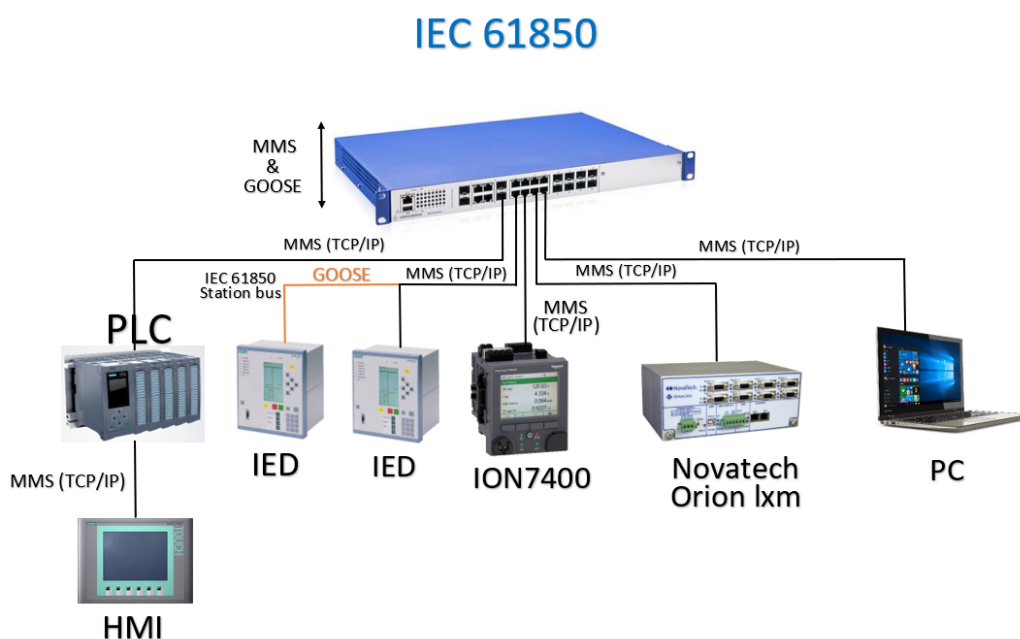 IEC 61850
MMS
&
GOOSE
MMS (TCP/IP)
MMS (TCP/IP)
IEC 61850
Station bus
GOOSE
MMS (TCP/IP)
MMS (TCP/IP)
MMS
(TCP/IP)
PLC
NovaTech
IED
IED
ION7400
Novatech
Orion lxm
PC
MMS (TCP/IP)
HMI